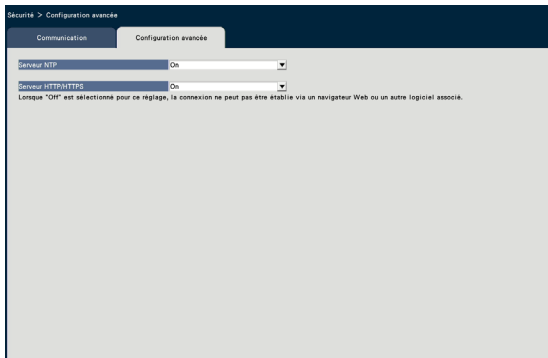 Sécurité > Configuration avancée
Communication
Configuration avancée
Serveur NTP On
Serveur HTTP/HTTPS On
Lorsque "Off" est sélectionné pour ce réglage, la connexion ne peut pas être établie via un navigateur Web ou un autre logiciel associé.